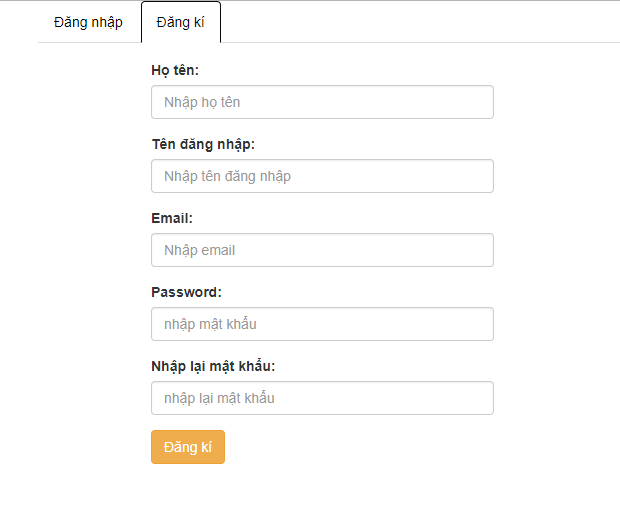 Đăng nhập Đăng kí
Họ tên:
Nhập họ tên
Tên đăng nhập:
Nhập tên đăng nhập
Email:
Nhập email
Password:
nhập mật khẩu
Nhập lại mật khẩu:
nhập lại mật khẩu
Đăng kí